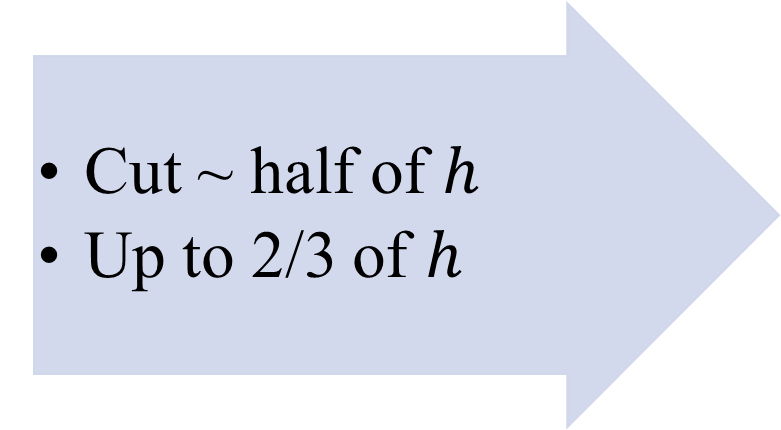 • Cut ~ half of ℎ
• Up to 2/3 of ℎ